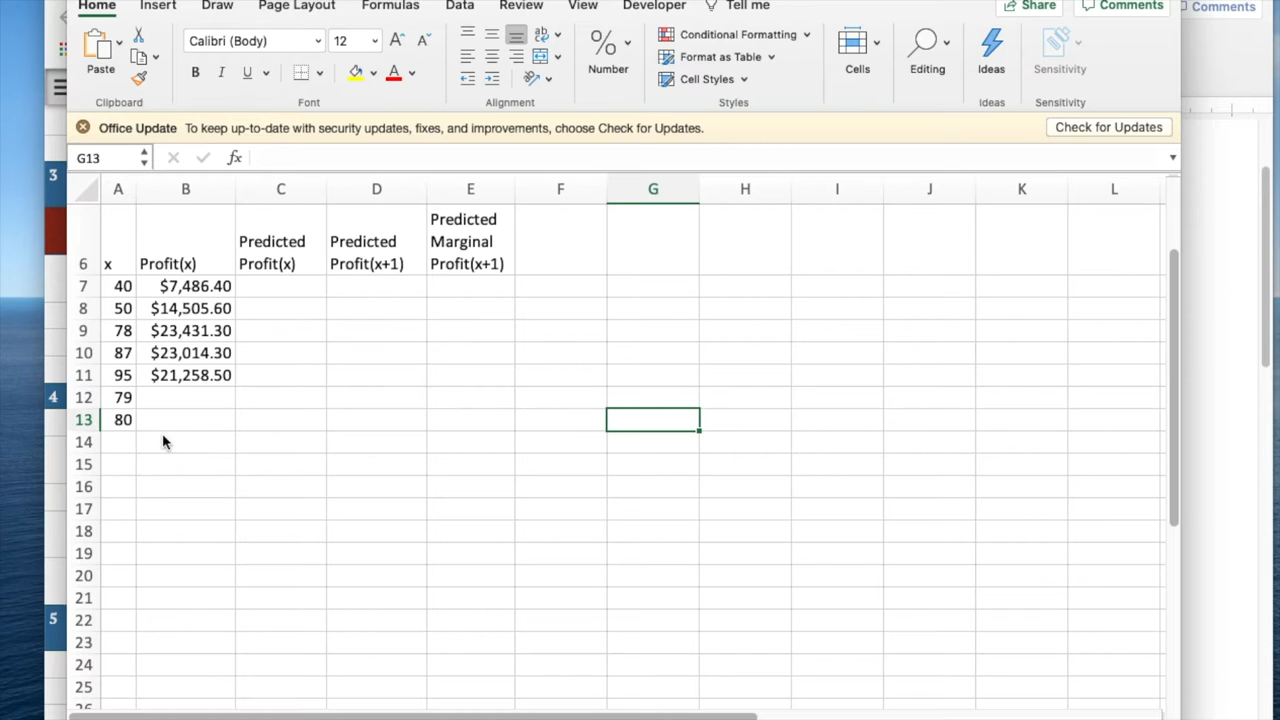 Home Insert Draw Page Layout Formulas Data Review View Developer Tell me Share Comments Comments
Paste Calibri (Body) 12 Number Conditional Formatting Format as Table Cell Styles Cells Editing Ideas Sensitivity
B I U A
Clipboard Font Alignment Styles Ideas Sensitivity
Office Update To keep up-to-date with security updates, fixes, and improvements, choose Check for Updates. Check for Updates
G13 fx
3
A B C D E F G H I J K L
Predicted
Predicted Predicted Marginal
6 x Profit(x) Profit(x) Profit(x+1) Profit(x+1)
7 40 $7,486.40
8 50 $14,505.60
9 78 $23,431.30
10 87 $23,014.30
11 95 $21,258.50
4
12 79
13 80
14
15
16
17
18
19
20
21
5
22
23
24
25
26